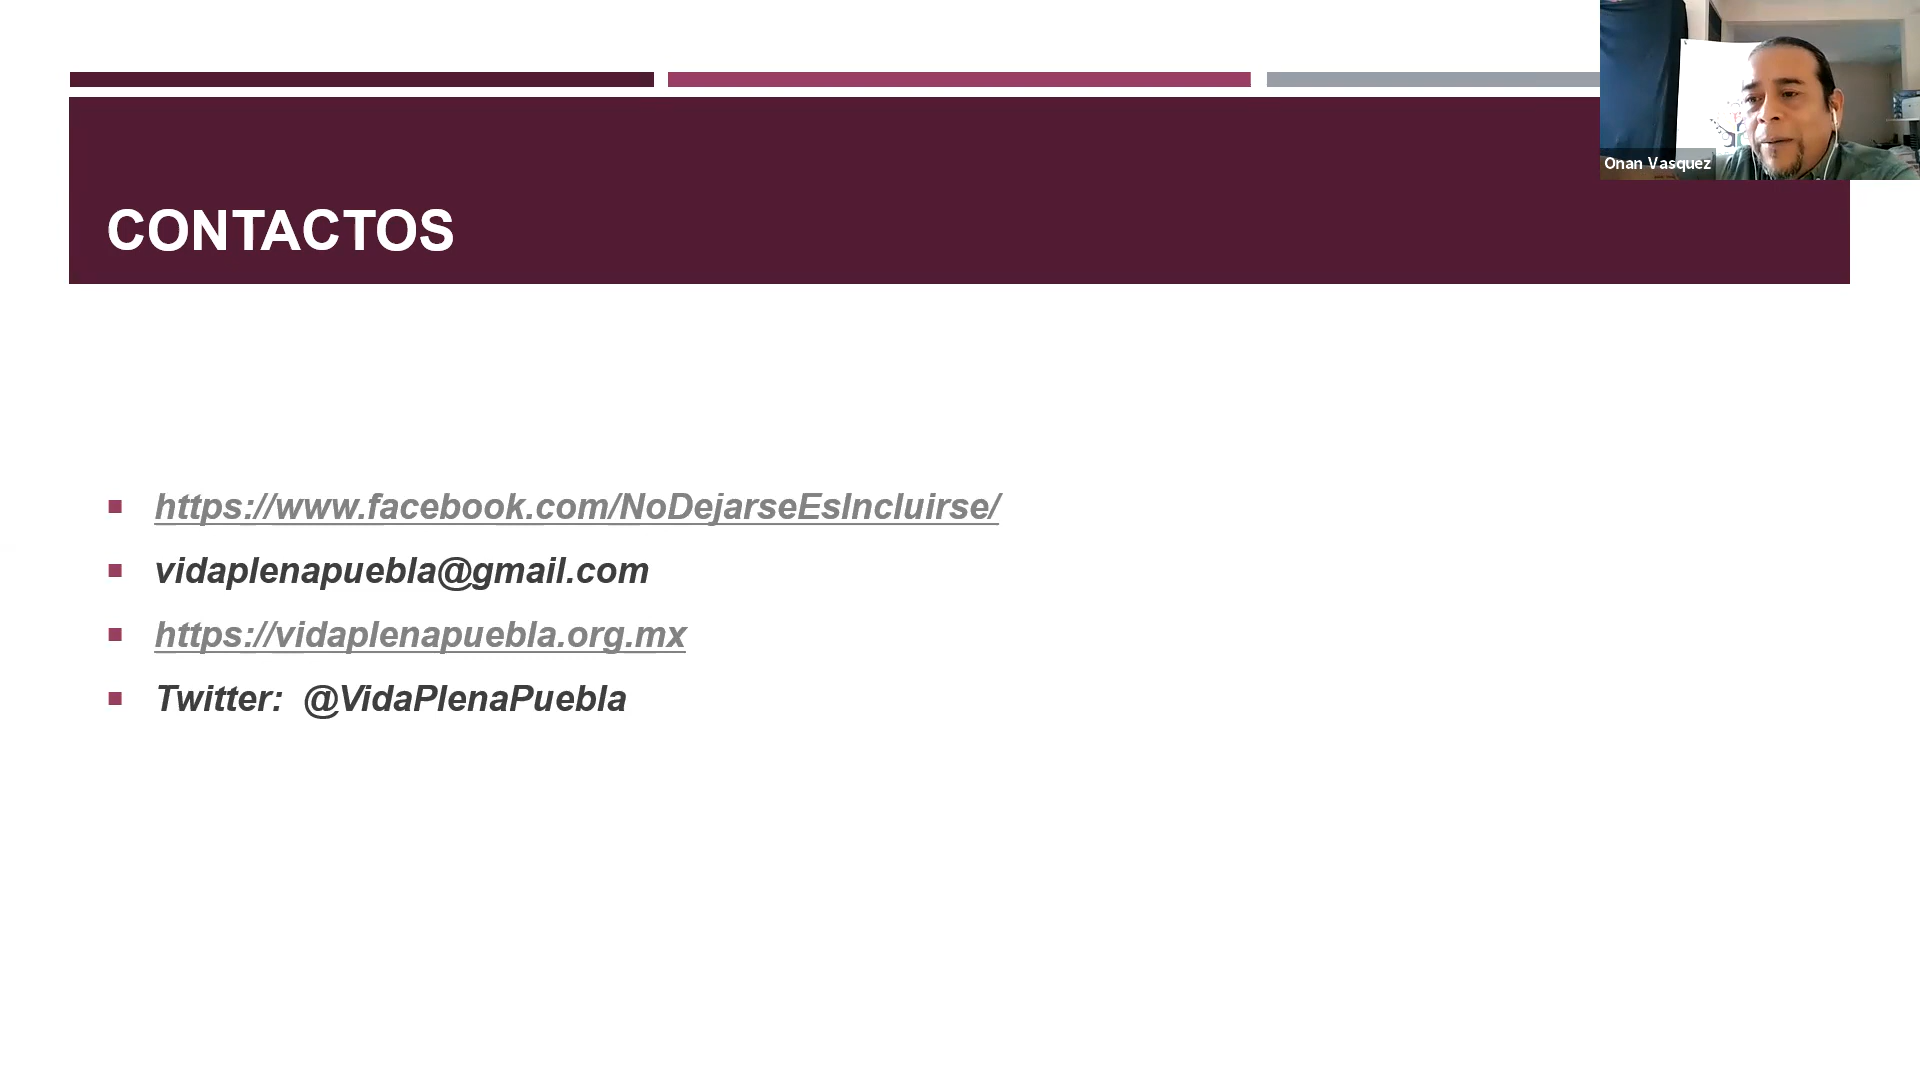 Onan Vasquez
CONTACTOS
https://www.facebook.com/NoDejarseEsIncluirse/
vidaplenapuebla@gmail.com
https://vidaplenapuebla.org.mx
Twitter: @VidaPlenaPuebla